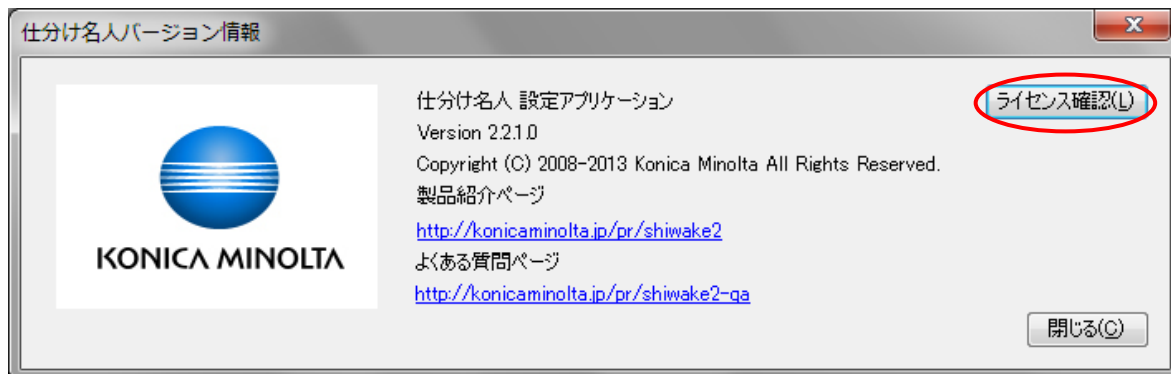 仕分け名人バージョン情報
仕分け名人 設定アプリケーション
ライセンス確認(L)
Version 2.2.1.0
Copyright (C) 2008-2013 Konica Minolta All Rights Reserved.
製品紹介ページ
http://konicaminolta.jp/pr/shiwake2
KONICA MINOLTA
よくある質問ページ
http://konicaminolta.jp/pr/shiwake2-qa
閉じる(C)